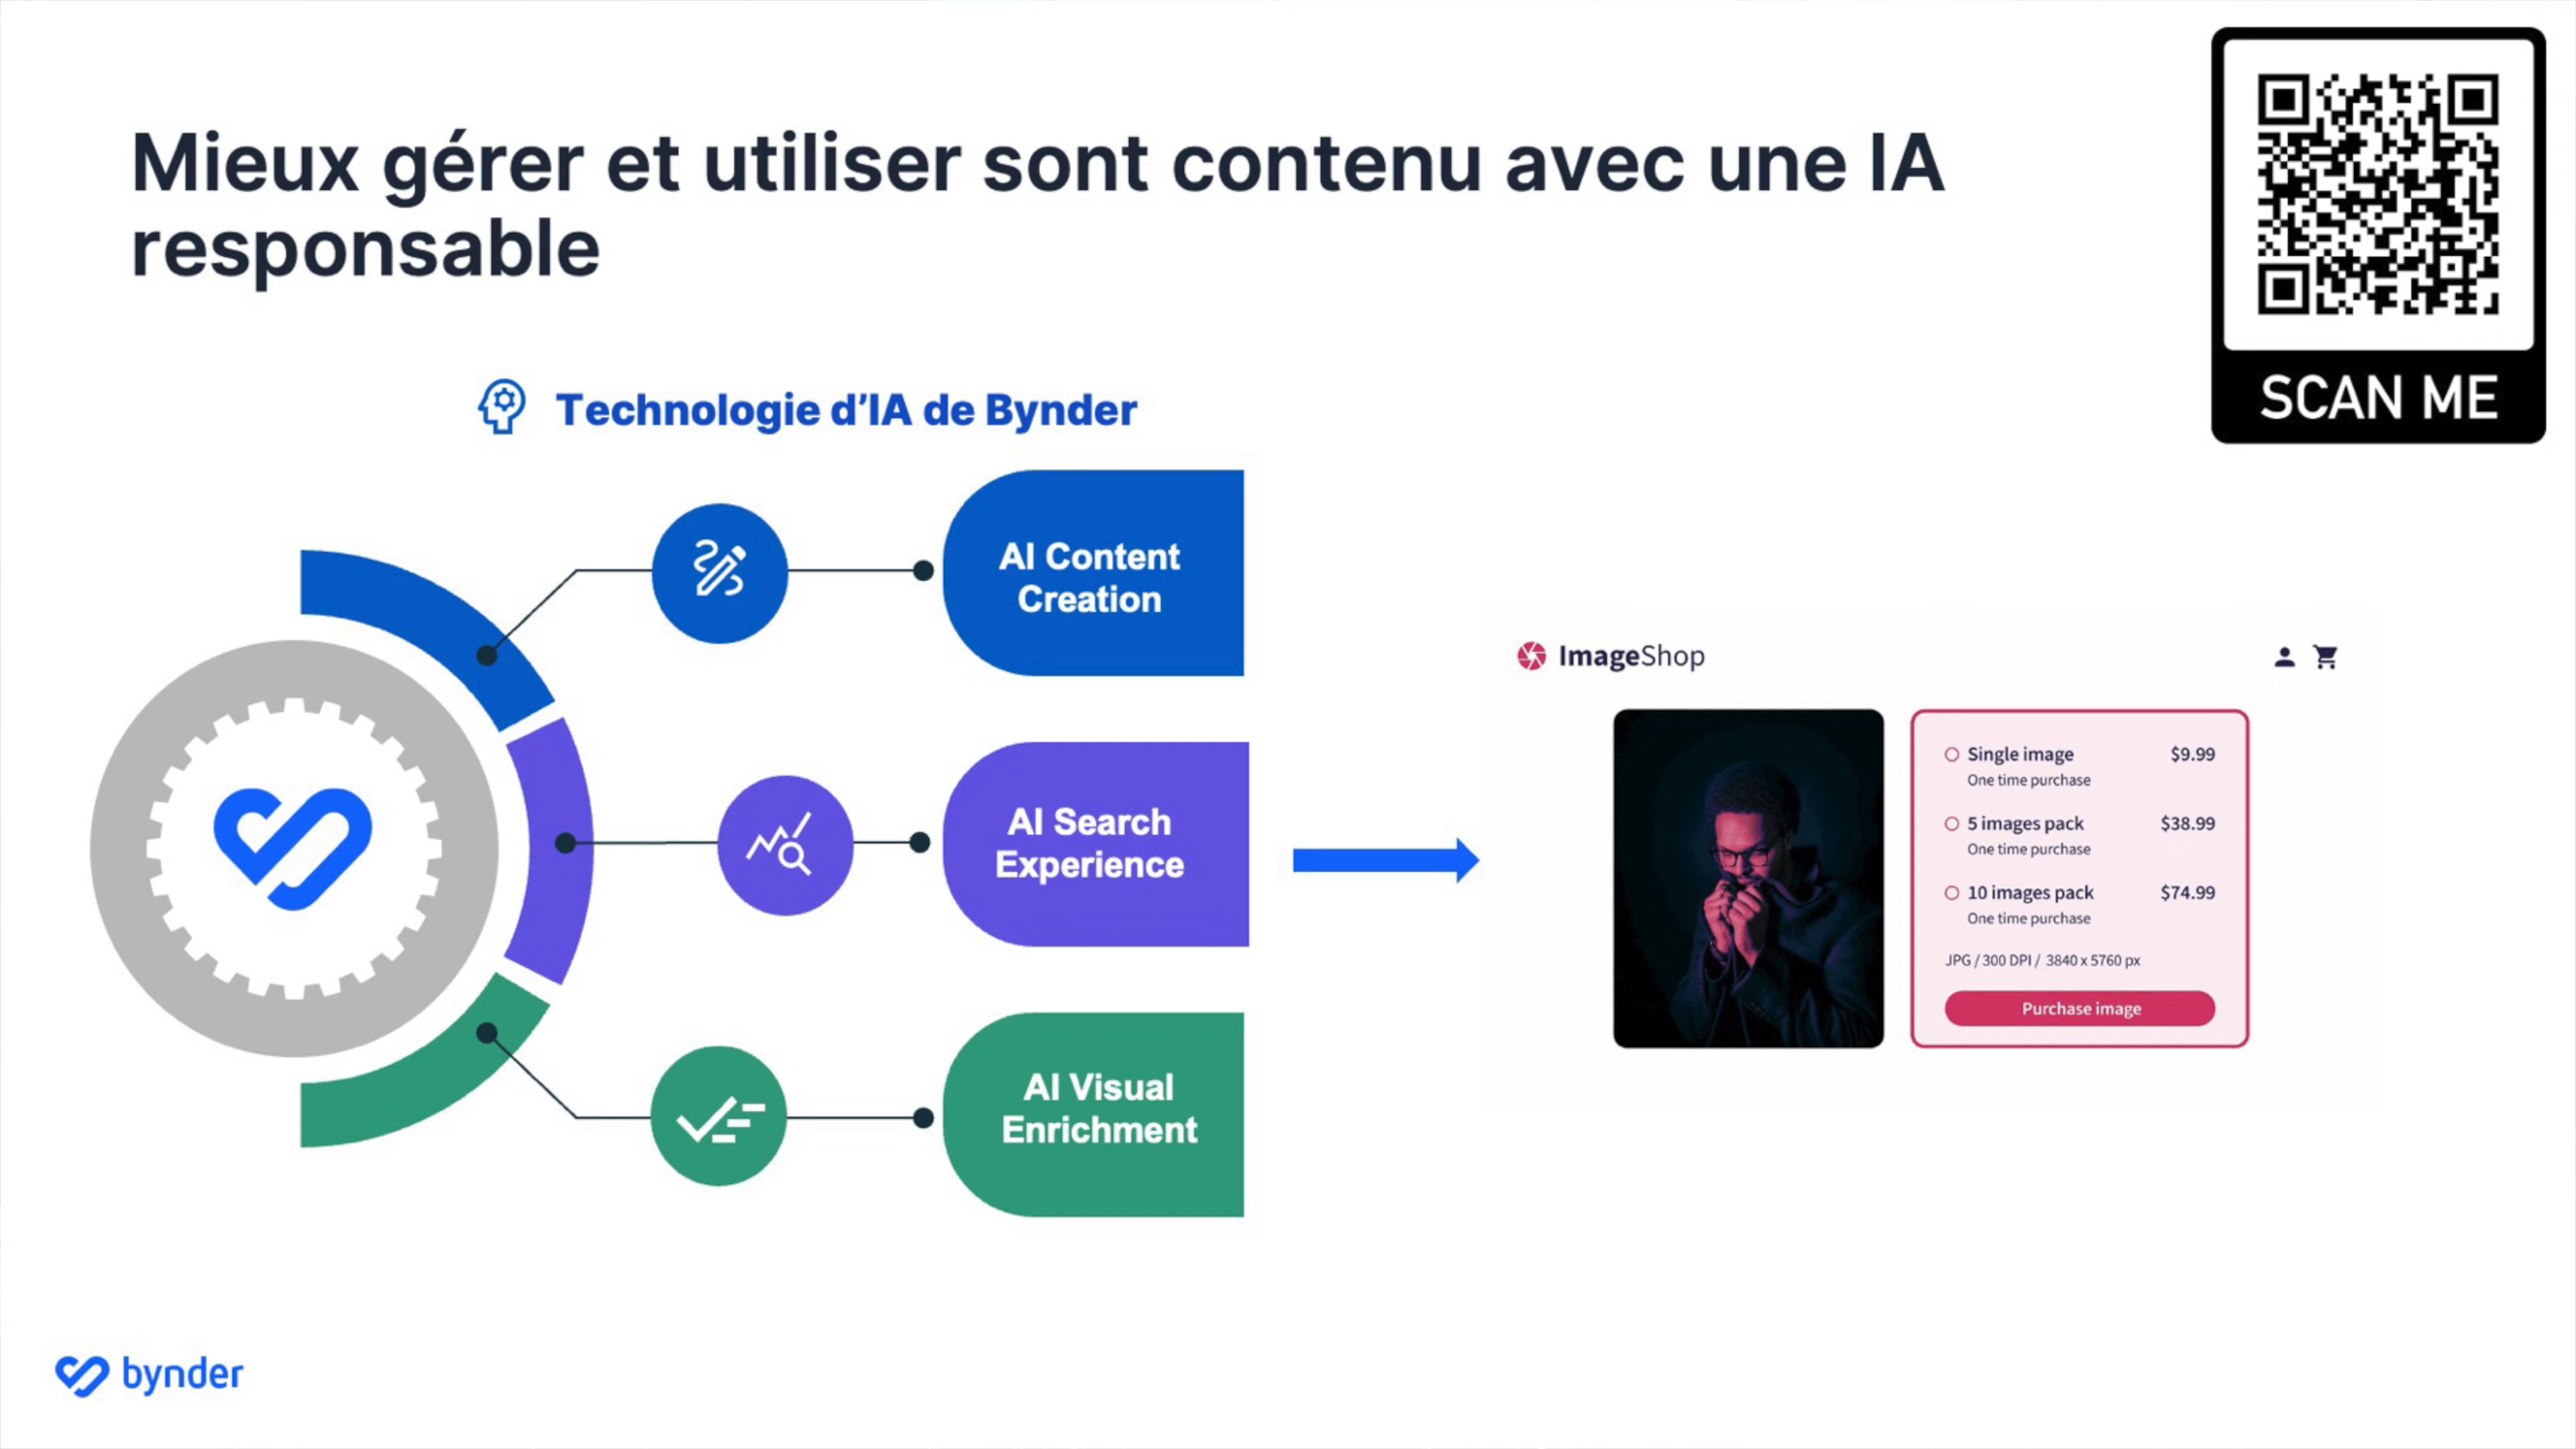 Mieux gérer et utiliser sont contenu avec une IA
responsable
SCAN ME
Technologie d’IA de Bynder
AI Content
Creation
AI Search
Experience
AI Visual
Enrichment
ImageShop
Single image $9.99
One time purchase
5 images pack $38.99
One time purchase
10 images pack $74.99
One time purchase
JPG / 300 DPI / 3840 x 5760 px
Purchase image
bynder